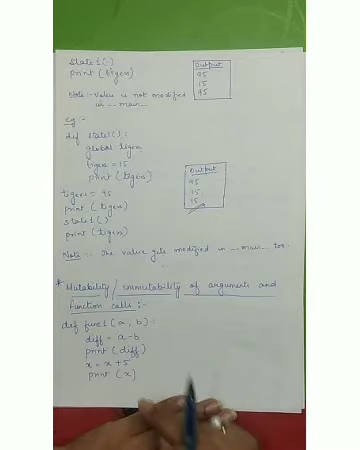 state1()
print(tigers)
Output
95
15
95
Note :- Value is not modified
in __main__
eg :-
def state1():
global tigers
tigers = 15
print(tigers)
Output
95
15
15
tigers = 95
print(tigers)
state1()
print(tigers)
Note :- The value gets modified in __main__ too.
* Mutability / immutability of arguments and
function calls :-
def func1(a, b):
diff = a-b
print(diff)
x = x+5
print(x)